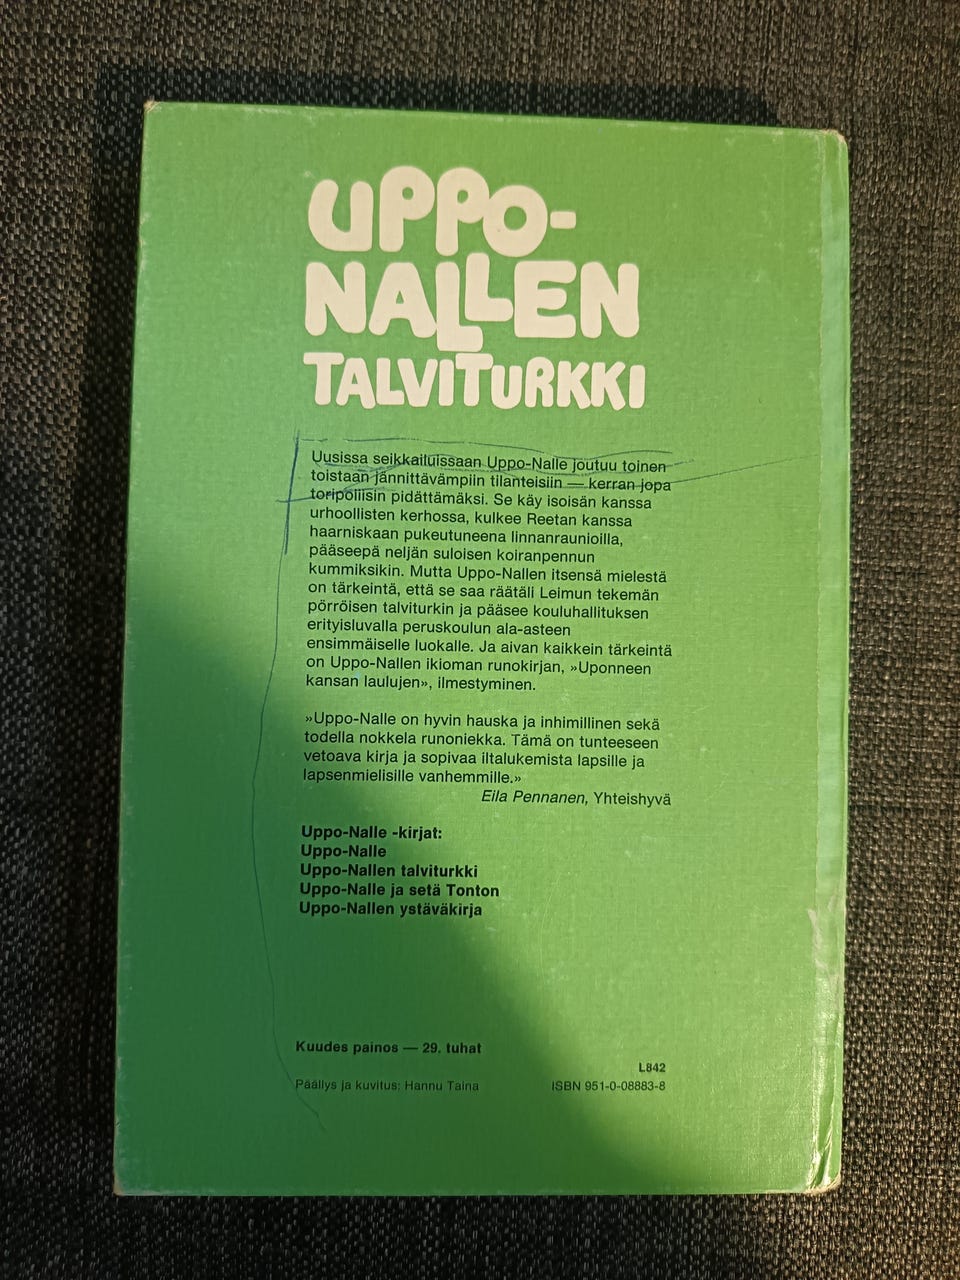 UPPO-
NALLEN
TALVITURKKI
Uusissa seikkailuissaan Uppo-Nalle joutuu toinen
toistaan jännittävämpiin tilanteisiin — kerran jopa
toripoliisin pidättämäksi. Se käy isoisän kanssa
urhoollisten kerhossa, kulkee Reetan kanssa
haarniskaan pukeutuneena linnanraunioilla,
pääseepä neljän suloisen koiranpennun
kummiksikin. Mutta Uppo-Nallen itsensä mielestä
on tärkeintä, että se saa räätäli Leimun tekemän
pörröisen talviturkin ja pääsee kouluhallituksen
erityisluvalla peruskoulun ala-asteen
ensimmäiselle luokalle. Ja aivan kaikkein tärkeintä
on Uppo-Nallen ikioman runokirjan, »Uponneen
kansan laulujen», ilmestyminen.
»Uppo-Nalle on hyvin hauska ja inhimillinen sekä
todella nokkela runoniekka. Tämä on tunteeseen
vetoava kirja ja sopivaa iltalukemista lapsille ja
lapsenmielisille vanhemmille.»
Eila Pennanen, Yhteishyvä
Uppo-Nalle -kirjat:
Uppo-Nalle
Uppo-Nallen talviturkki
Uppo-Nalle ja setä Tonton
Uppo-Nallen ystäväkirja
Kuudes painos — 29. tuhat
L842
Päällys ja kuvitus: Hannu Taina ISBN 951-0-08883-8